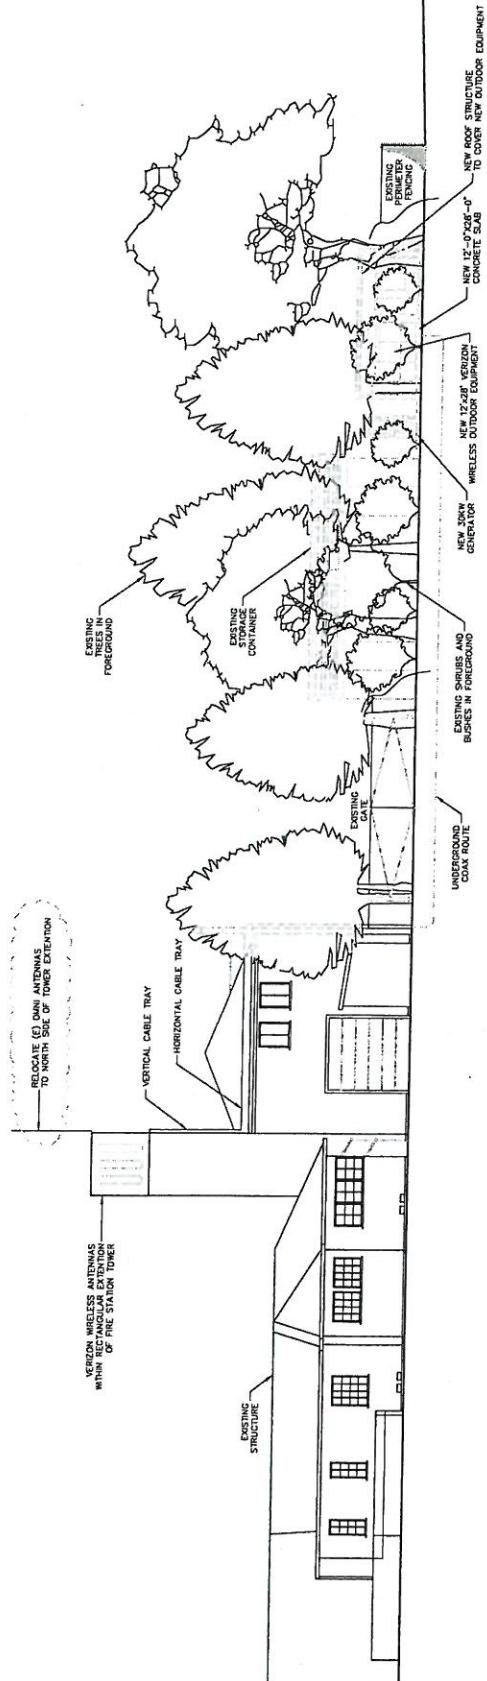 RELOCATE (E) OMNI ANTENNAS
TO NORTH SIDE OF TOWER EXTENTION
VERIZON WIRELESS ANTENNAS
WITHIN RECTANGULAR EXTENTION
OF FIRE STATION TOWER
VERTICAL CABLE TRAY
HORIZONTAL CABLE TRAY
EXISTING
STRUCTURE
EXISTING
TREES IN
FOREGROUND
EXISTING
STORAGE
CONTAINER
EXISTING
GATE
EXISTING
PERIMETER
FENCING
UNDERGROUND
COAX ROUTE
EXISTING SHRUBS AND
BUSHES IN FOREGROUND
NEW 30KW
GENERATOR
NEW 12'x28' VERIZON
WIRELESS OUTDOOR EQUIPMENT
NEW 12'-0"X28'-0"
CONCRETE SLAB
NEW ROOF STRUCTURE
TO COVER NEW OUTDOOR EQUIPMENT